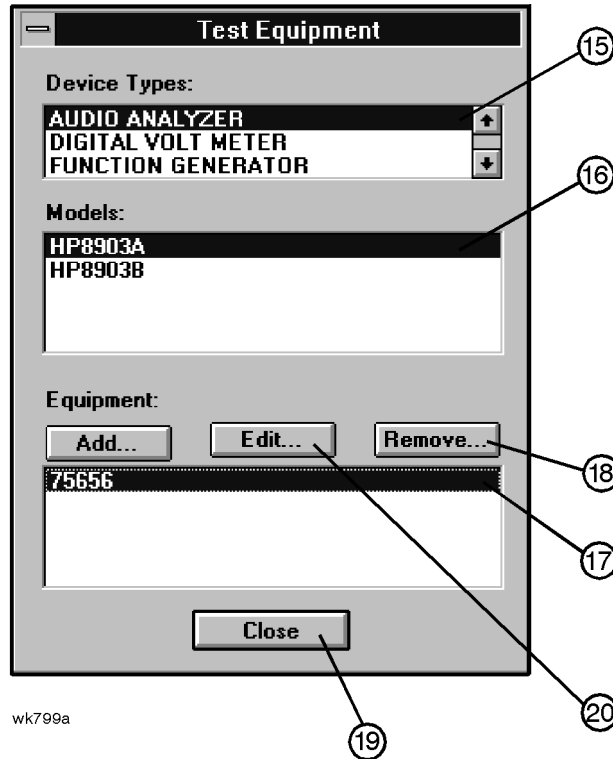 Test Equipment
15
Device Types:
AUDIO ANALYZER
DIGITAL VOLT METER
FUNCTION GENERATOR
16
Models:
HP8903A
HP8903B
Equipment:
Add... Edit... Remove...
18
75656
17
Close
20
wk799a
19